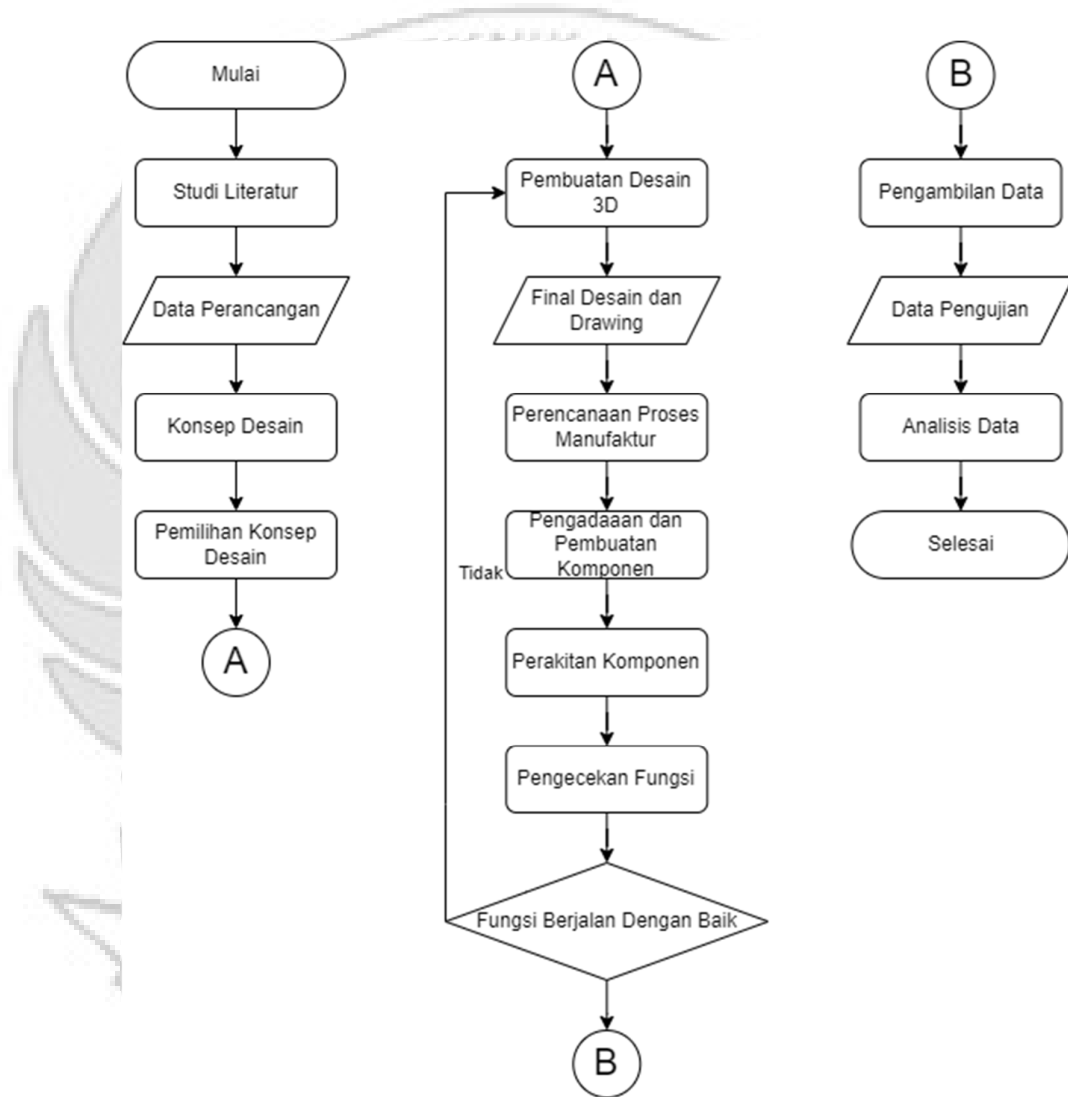 Mulai
Studi Literatur
Data Perancangan
Konsep Desain
Pemilihan Konsep
Desain
A
A
Pembuatan Desain
3D
Final Desain dan
Drawing
Perencanaan Proses
Manufaktur
Pengadaaan dan
Pembuatan
Komponen
Tidak
Perakitan Komponen
Pengecekan Fungsi
Fungsi Berjalan Dengan Baik
B
B
Pengambilan Data
Data Pengujian
Analisis Data
Selesai